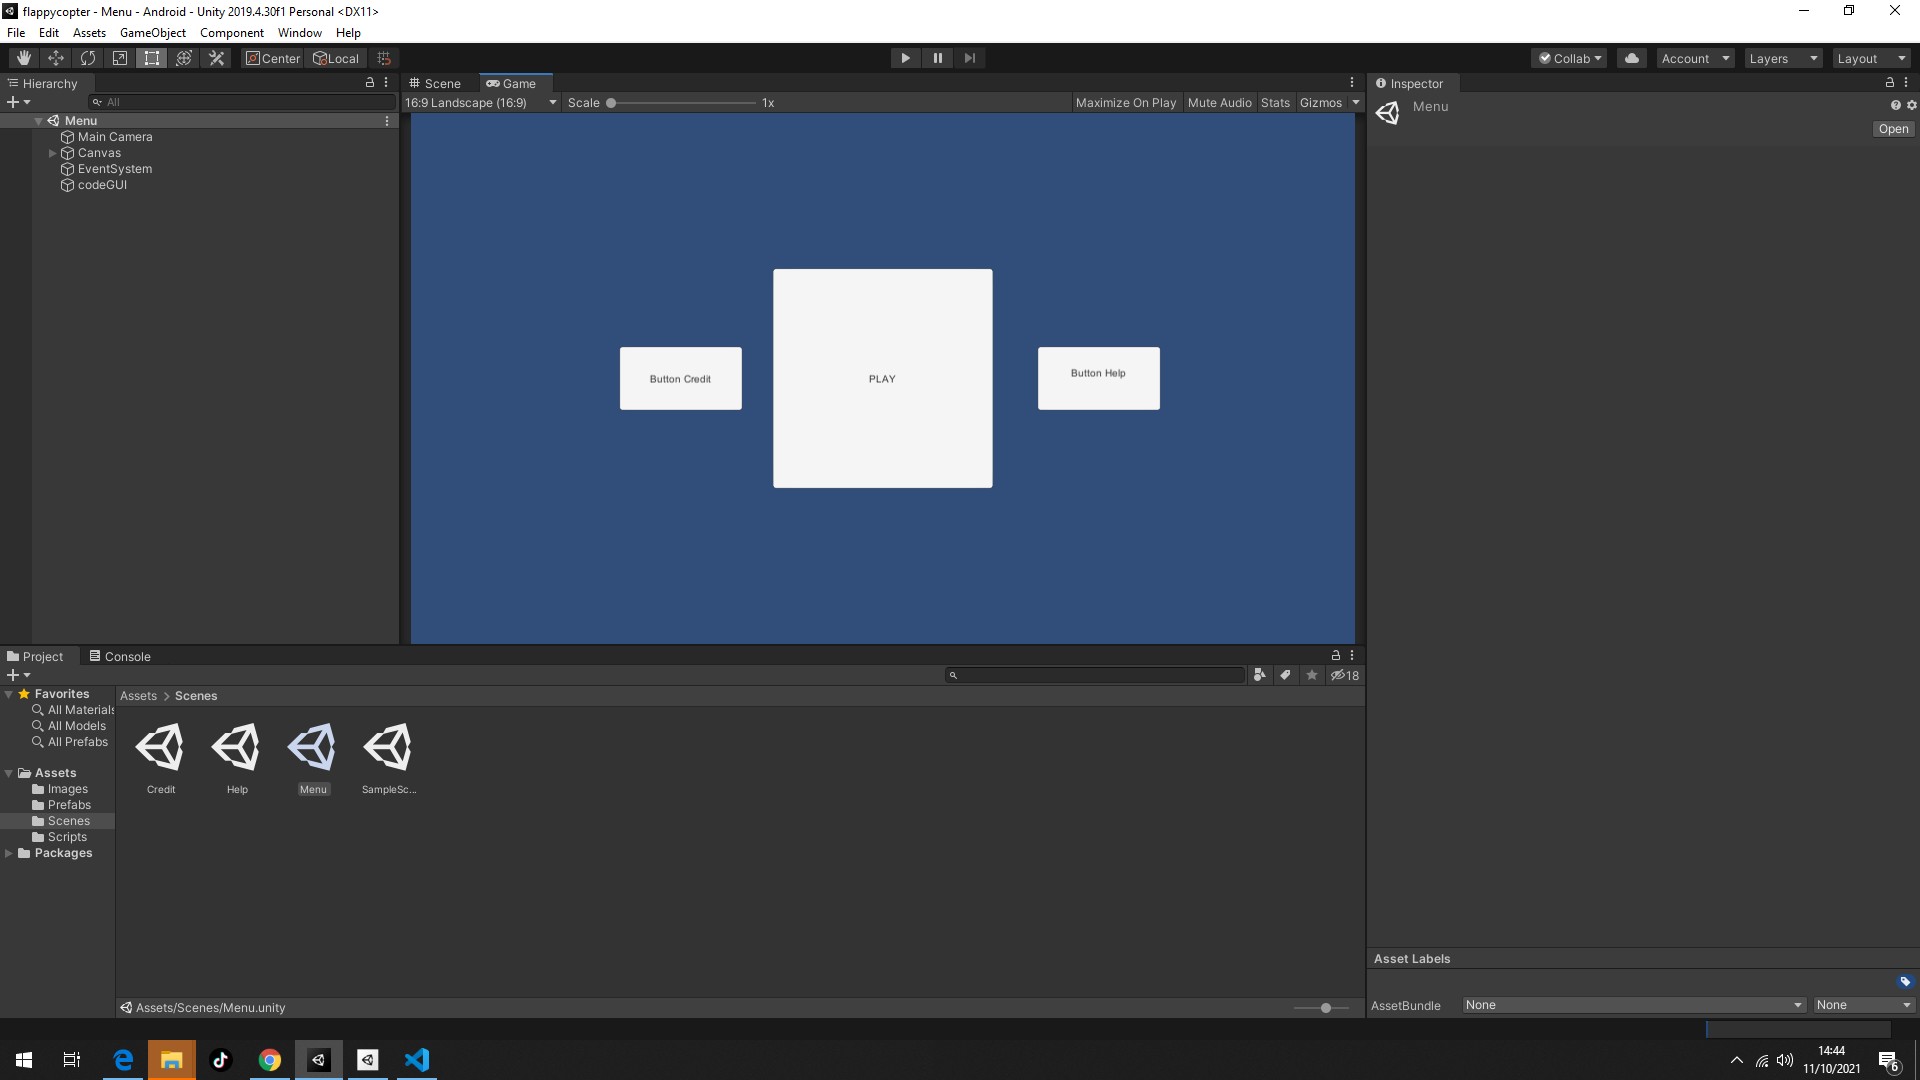 flappycopter - Menu - Android - Unity 2019.4.30f1 Personal <DX11>
File Edit Assets GameObject Component Window Help
Center Local Collab Account Layers Layout
Hierarchy
All
Menu
Main Camera
Canvas
EventSystem
codeGUI
Scene Game
16:9 Landscape (16:9) Scale 1x Maximize On Play Mute Audio Stats Gizmos
Button Credit
PLAY
Button Help
Inspector
Menu
Open
Project Console
18
Favorites
All Materials
All Models
All Prefabs
Assets
Images
Prefabs
Scenes
Scripts
Packages
Assets > Scenes
Credit Help Menu SampleSc...
Assets/Scenes/Menu.unity
Asset Labels
AssetBundle None None
14:44
11/10/2021
6